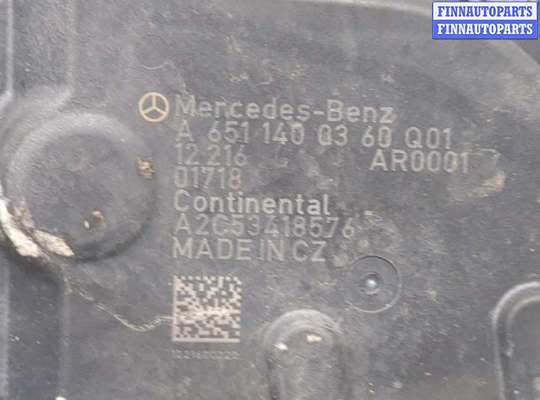 FINNAUTOPARTS
FINNAUTOPARTS
Mercedes-Benz
A 651 140 03 60 Q01
12 216 AR0001
01718
Continental
A2C53418576
MADE IN CZ